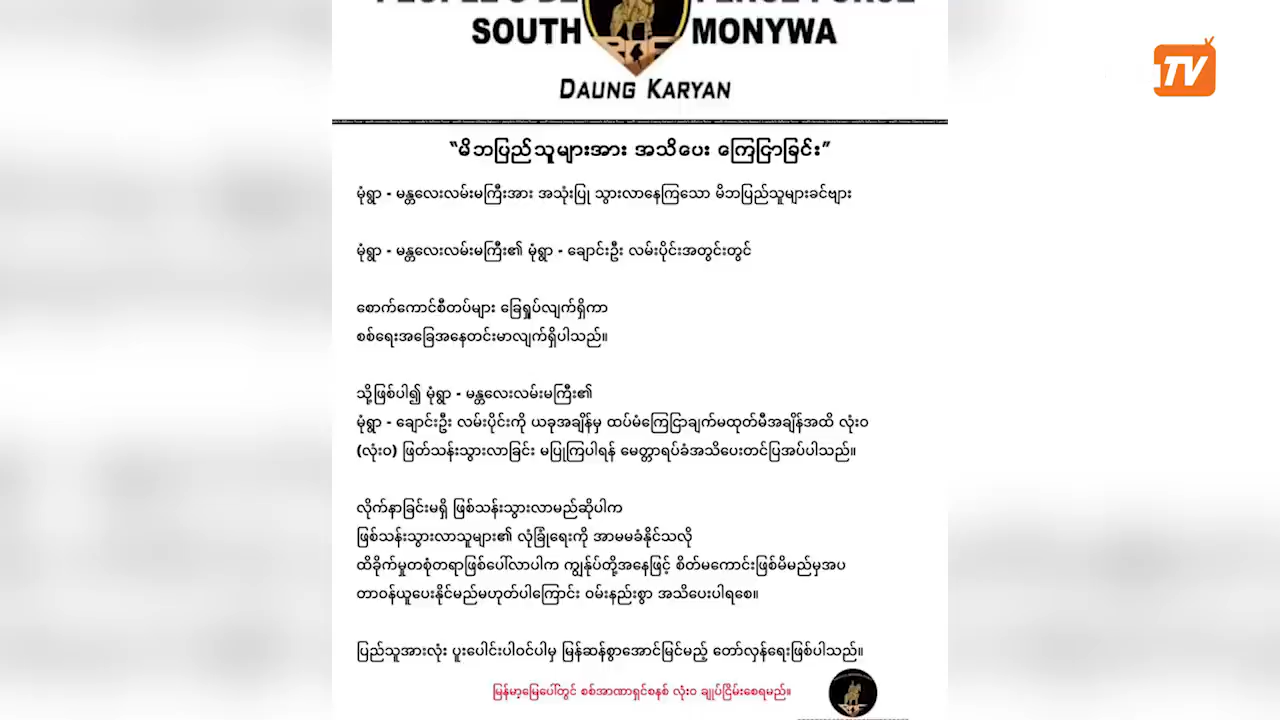 PEOPLE'S DEFENCE FORCE
SOUTH MONYWA
DAUNG KARYAN
TV
“မိဘပြည်သူများအား အသိပေး ကြေငြာခြင်း”
မုံရွာ - မန္တလေးလမ်းမကြီးအား အသုံးပြု သွားလာနေကြသော မိဘပြည်သူများခင်ဗျား
မုံရွာ - မန္တလေးလမ်းမကြီး၏ မုံရွာ - ချောင်းဦး လမ်းပိုင်းအတွင်းတွင်
စောက်ကောင်စီတပ်များ ခြေရှုပ်လျက်ရှိကာ
စစ်ရေးအခြေအနေတင်းမာလျက်ရှိပါသည်။
သို့ဖြစ်ပါ၍ မုံရွာ - မန္တလေးလမ်းမကြီး၏
မုံရွာ - ချောင်းဦး လမ်းပိုင်းကို ယခုအချိန်မှ ထပ်မံကြေငြာချက်မထုတ်မီအချိန်အထိ လုံးဝ
(လုံးဝ) ဖြတ်သန်းသွားလာခြင်း မပြုကြပါရန် မေတ္တာရပ်ခံအသိပေးတင်ပြအပ်ပါသည်။
လိုက်နာခြင်းမရှိ ဖြစ်သန်းသွားလာမည်ဆိုပါက
ဖြစ်သန်းသွားလာသူများ၏ လုံခြုံရေးကို အာမမခံနိုင်သလို
ထိခိုက်မှုတစုံတရာဖြစ်ပေါ်လာပါက ကျွန်ုပ်တို့အနေဖြင့် စိတ်မကောင်းဖြစ်မိမည်မှအပ
တာဝန်ယူပေးနိုင်မည်မဟုတ်ပါကြောင်း ဝမ်းနည်းစွာ အသိပေးပါရစေ။
ပြည်သူအားလုံး ပူးပေါင်းပါဝင်ပါမှ မြန်ဆန်စွာအောင်မြင်မည့် တော်လှန်ရေးဖြစ်ပါသည်။
မြန်မာ့မြေပေါ်တွင် စစ်အာဏာရှင်စနစ် လုံးဝ ချုပ်ငြိမ်းစေရမည်။